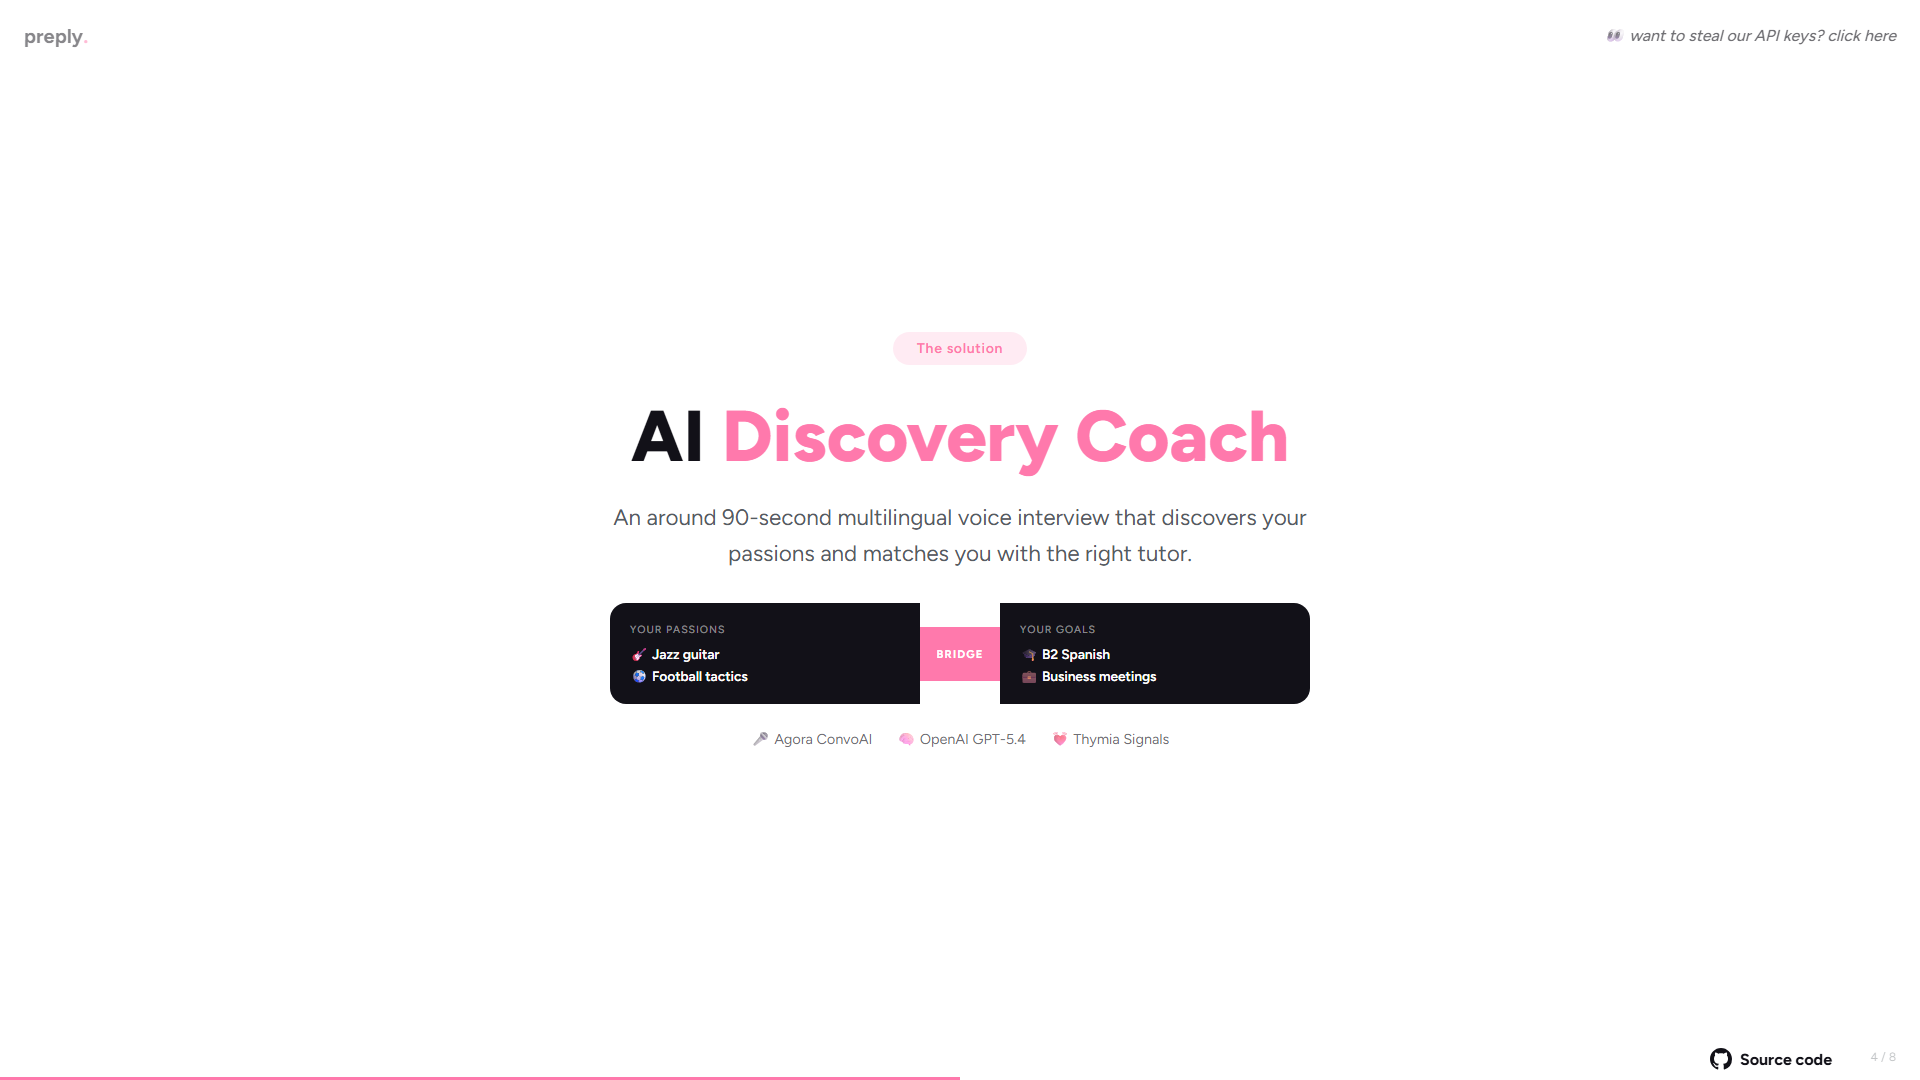 preply.
👀 want to steal our API keys? click here
The solution
AI Discovery Coach
An around 90-second multilingual voice interview that discovers your
passions and matches you with the right tutor.
YOUR PASSIONS
🎸 Jazz guitar
⚽ Football tactics
BRIDGE
YOUR GOALS
🎓 B2 Spanish
💼 Business meetings
🎤 Agora ConvoAI
🧠 OpenAI GPT-5.4
💓 Thymia Signals
Source code
4 / 8